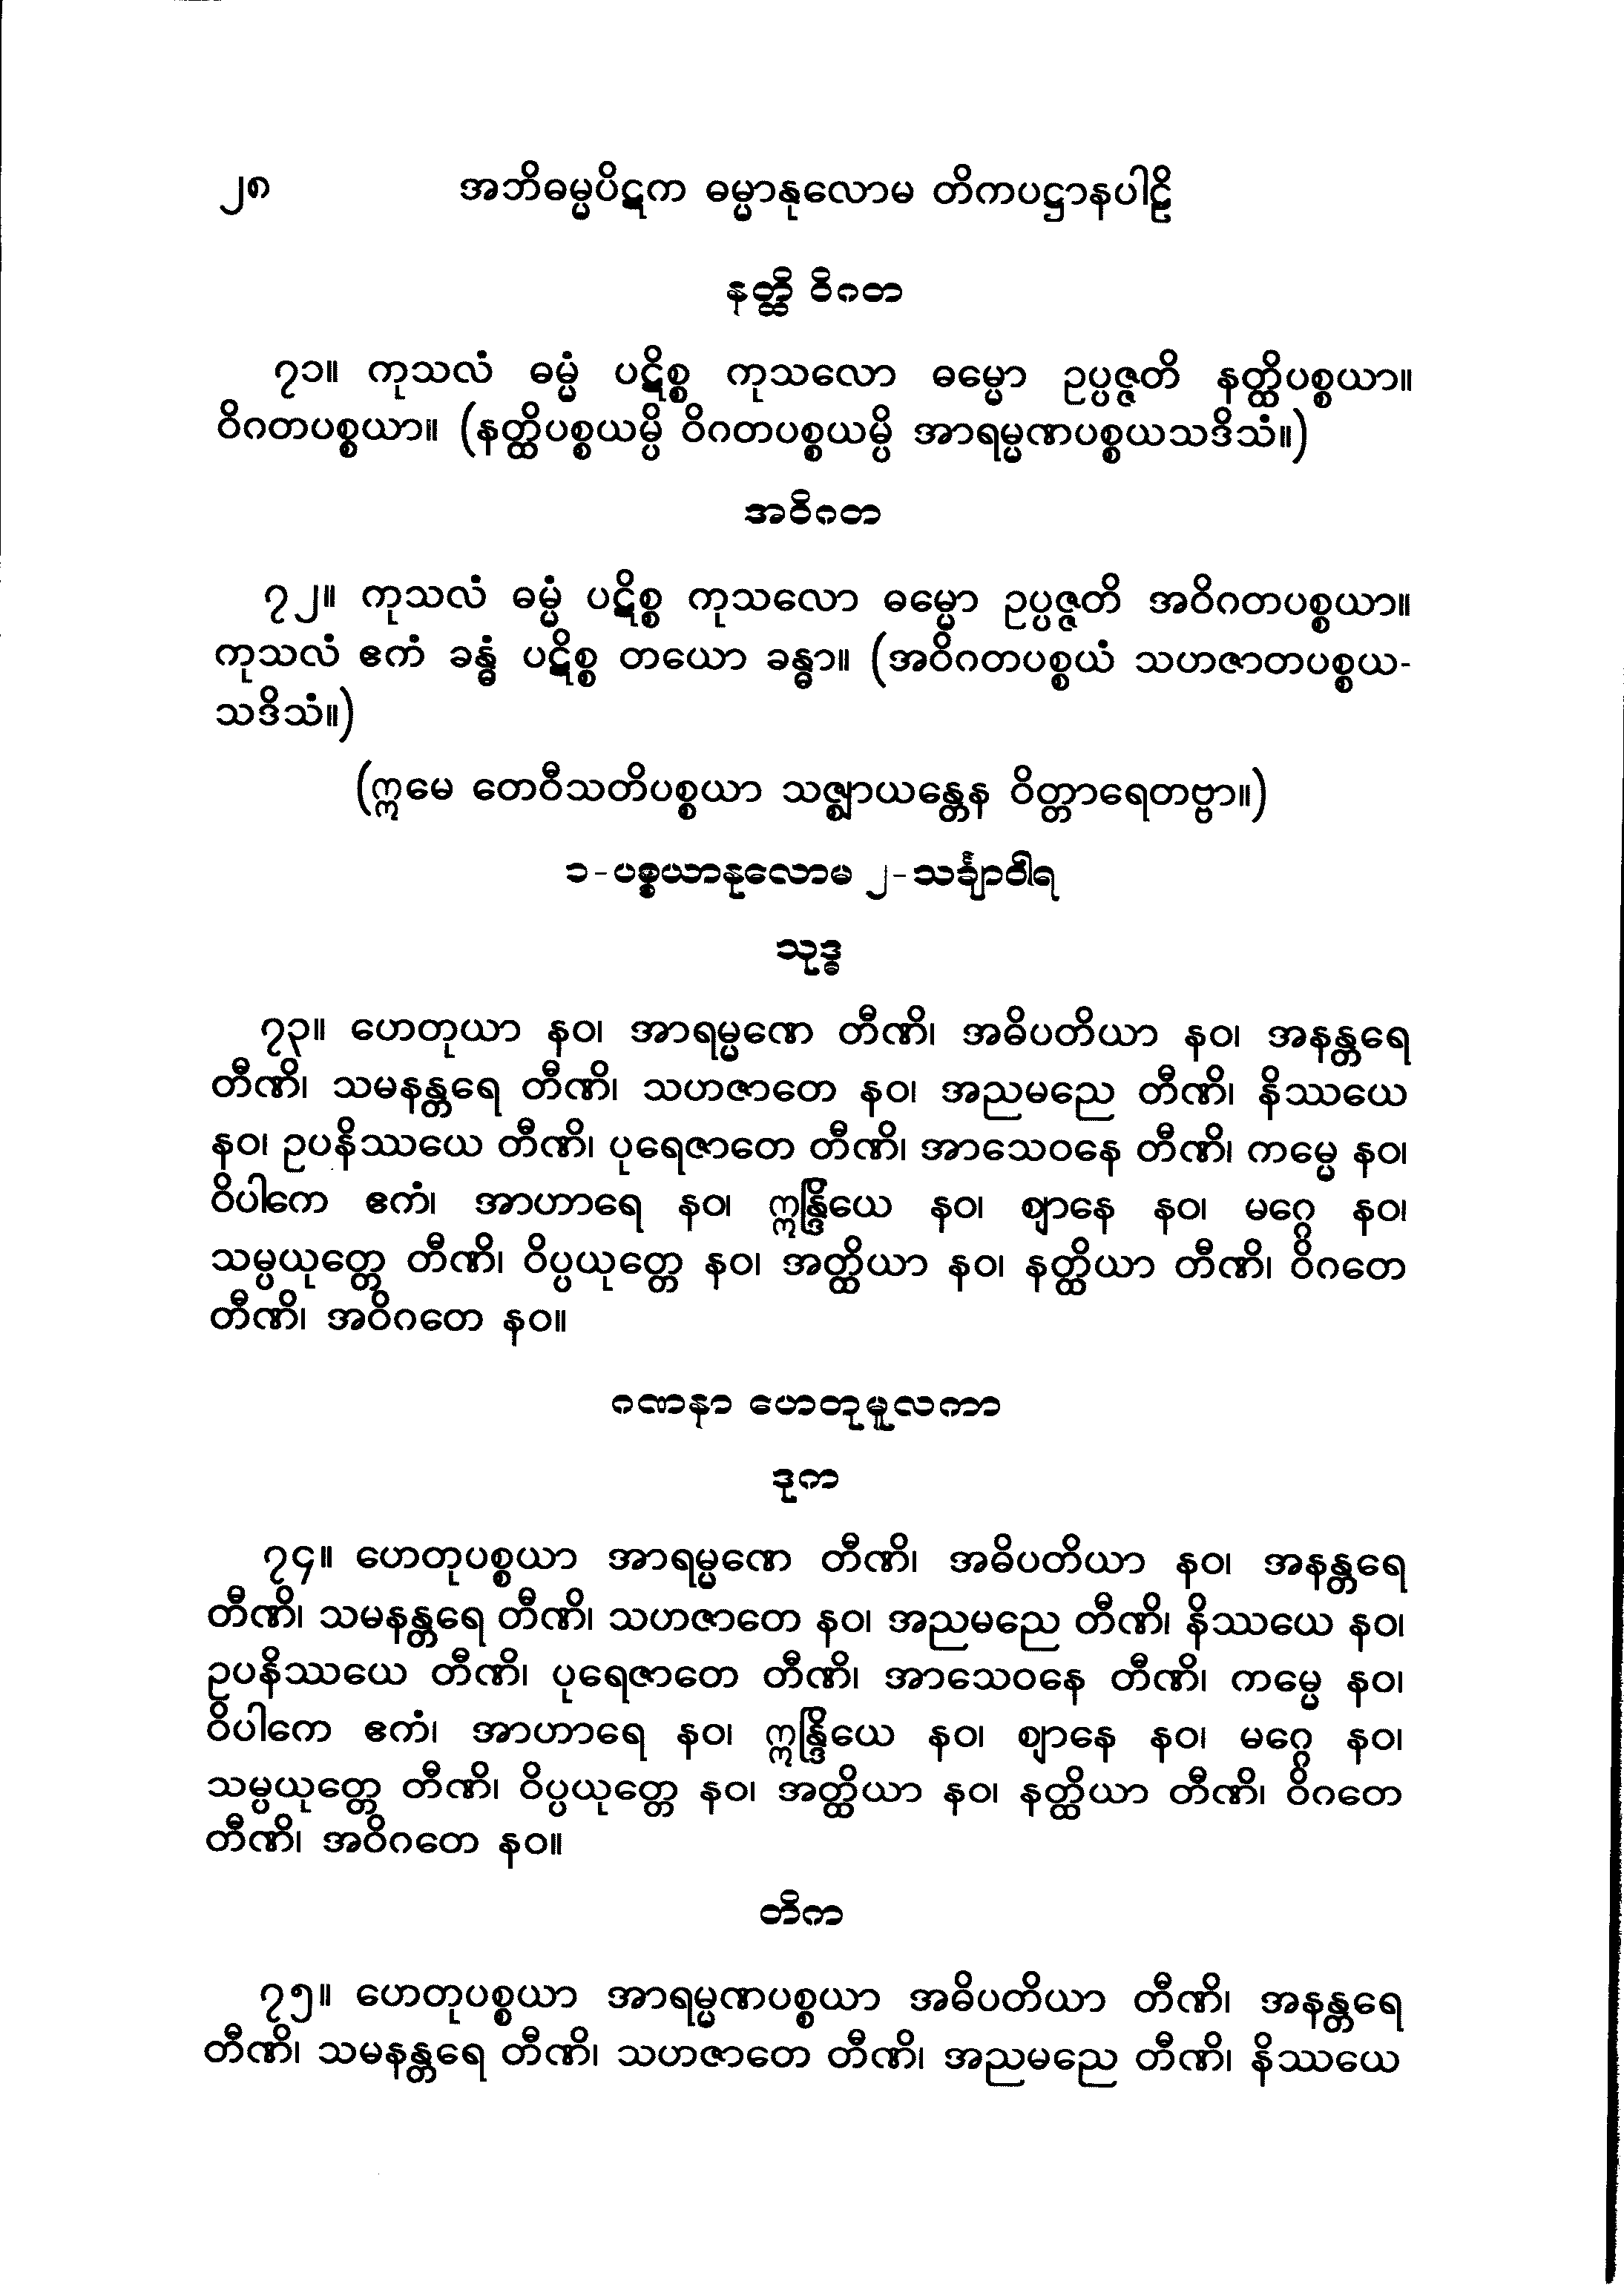 ၂၈ အဘိဓမ္မပိဋက ဓမ္မာနုလောမ တိကပဋ္ဌာနပါဠိ
နတ္ထိ ဝိဂတ
၇၁။ ကုသလံ ဓမ္မံ ပဋိစ္စ ကုသလော ဓမ္မော ဥပ္ပဇ္ဇတိ နတ္ထိပစ္စယာ။
ဝိဂတပစ္စယာ။ (နတ္ထိပစ္စယမ္ပိ ဝိဂတပစ္စယမ္ပိ အာရမ္မဏပစ္စယသဒိသံ။)
အဝိဂတ
၇၂။ ကုသလံ ဓမ္မံ ပဋိစ္စ ကုသလော ဓမ္မော ဥပ္ပဇ္ဇတိ အဝိဂတပစ္စယာ။
ကုသလံ ဧကံ ခန္ဓံ ပဋိစ္စ တယော ခန္ဓာ။ (အဝိဂတပစ္စယံ သဟဇာတပစ္စယ-
သဒိသံ။)
(ဣမေ တေဝီသတိပစ္စယာ သဇ္ဈာယန္တေန ဝိတ္ထာရေတဗ္ဗာ။)
၁-ပစ္စယာနုလောမ ၂-သင်္ချာဝါရ
သုဒ္ဓ
၇၃။ ဟေတုယာ နဝ၊ အာရမ္မဏေ တီဏိ၊ အဓိပတိယာ နဝ၊ အနန္တရေ
တီဏိ၊ သမနန္တရေ တီဏိ၊ သဟဇာတေ နဝ၊ အညမညေ တီဏိ၊ နိဿယေ
နဝ၊ ဥပနိဿယေ တီဏိ၊ ပုရေဇာတေ တီဏိ၊ အာသေဝနေ တီဏိ၊ ကမ္မေ နဝ၊
ဝိပါကေ ဧကံ၊ အာဟာရေ နဝ၊ ဣန္ဒြိယေ နဝ၊ ဈာနေ နဝ၊ မဂ္ဂေ နဝ၊
သမ္ပယုတ္တေ တီဏိ၊ ဝိပ္ပယုတ္တေ နဝ၊ အတ္ထိယာ နဝ၊ နတ္ထိယာ တီဏိ၊ ဝိဂတေ
တီဏိ၊ အဝိဂတေ နဝ။
ဂဏနာ ဟေတုမူလကာ
ဒုက
၇၄။ ဟေတုပစ္စယာ အာရမ္မဏေ တီဏိ၊ အဓိပတိယာ နဝ၊ အနန္တရေ
တီဏိ၊ သမနန္တရေ တီဏိ၊ သဟဇာတေ နဝ၊ အညမညေ တီဏိ၊ နိဿယေ နဝ၊
ဥပနိဿယေ တီဏိ၊ ပုရေဇာတေ တီဏိ၊ အာသေဝနေ တီဏိ၊ ကမ္မေ နဝ၊
ဝိပါကေ ဧကံ၊ အာဟာရေ နဝ၊ ဣန္ဒြိယေ နဝ၊ ဈာနေ နဝ၊ မဂ္ဂေ နဝ၊
သမ္ပယုတ္တေ တီဏိ၊ ဝိပ္ပယုတ္တေ နဝ၊ အတ္ထိယာ နဝ၊ နတ္ထိယာ တီဏိ၊ ဝိဂတေ
တီဏိ၊ အဝိဂတေ နဝ။
တိက
၇၅။ ဟေတုပစ္စယာ အာရမ္မဏပစ္စယာ အဓိပတိယာ တီဏိ၊ အနန္တရေ
တီဏိ၊ သမနန္တရေ တီဏိ၊ သဟဇာတေ တီဏိ၊ အညမညေ တီဏိ၊ နိဿယေ